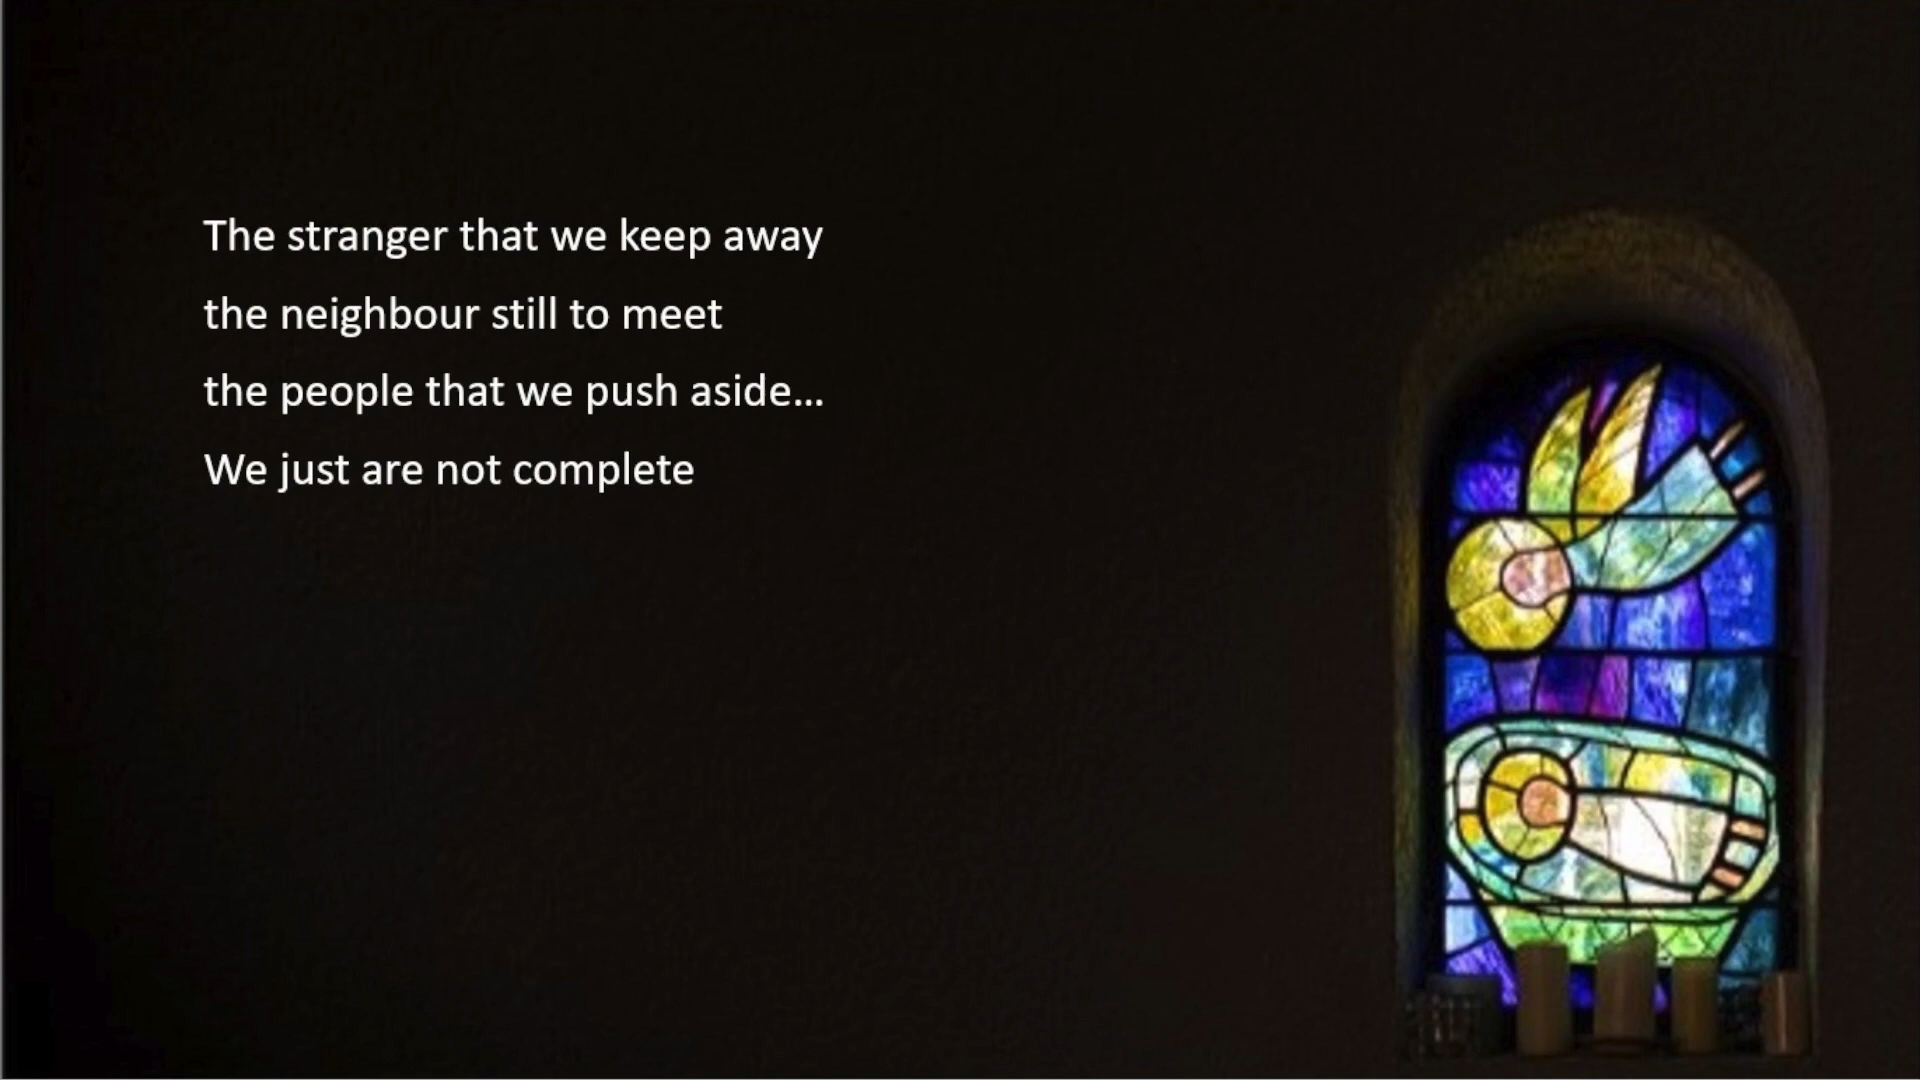 The stranger that we keep away
the neighbour still to meet
the people that we push aside...
We just are not complete